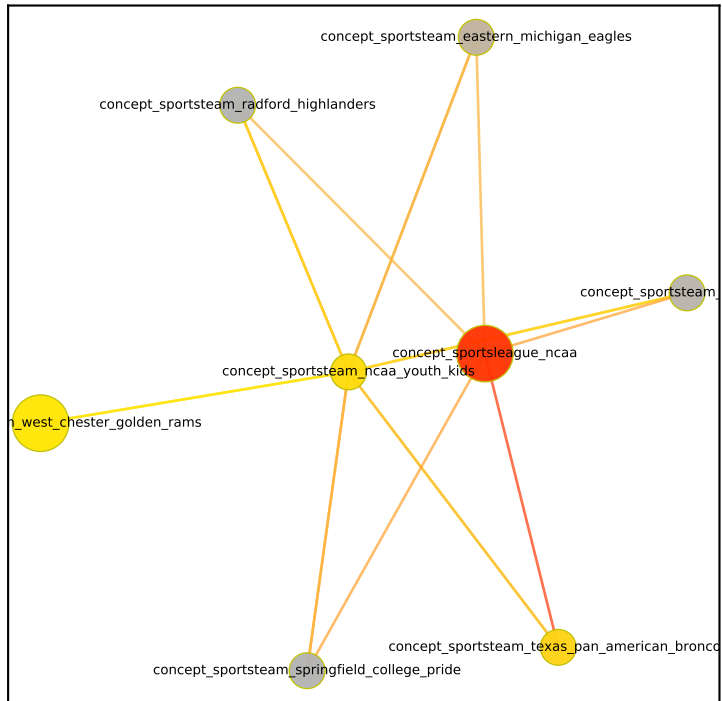 concept_sportsteam_eastern_michigan_eagles
concept_sportsteam_radford_highlanders
concept_sportsteam_
concept_sportsleague_ncaa
concept_sportsteam_ncaa_youth_kids
n_west_chester_golden_rams
concept_sportsteam_texas_pan_american_bronco
concept_sportsteam_springfield_college_pride